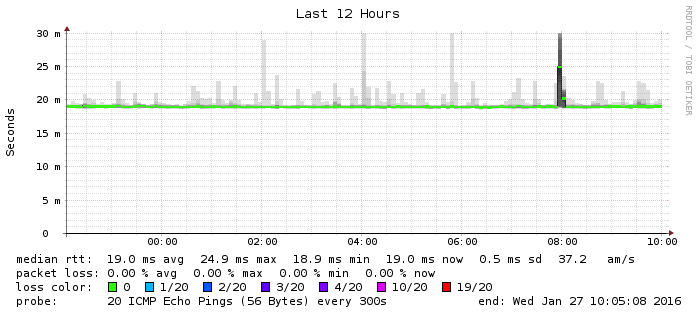 Last 12 Hours
RRDTOOL / TOBI OETIKER
Seconds
30 m
25 m
20 m
15 m
10 m
5 m
0
00:00 02:00 04:00 06:00 08:00 10:00
median rtt: 19.0 ms avg 24.9 ms max 18.9 ms min 19.0 ms now 0.5 ms sd 37.2 am/s
packet loss: 0.00 % avg 0.00 % max 0.00 % min 0.00 % now
loss color: 0 1/20 2/20 3/20 4/20 10/20 19/20
probe: 20 ICMP Echo Pings (56 Bytes) every 300s end: Wed Jan 27 10:05:08 2016